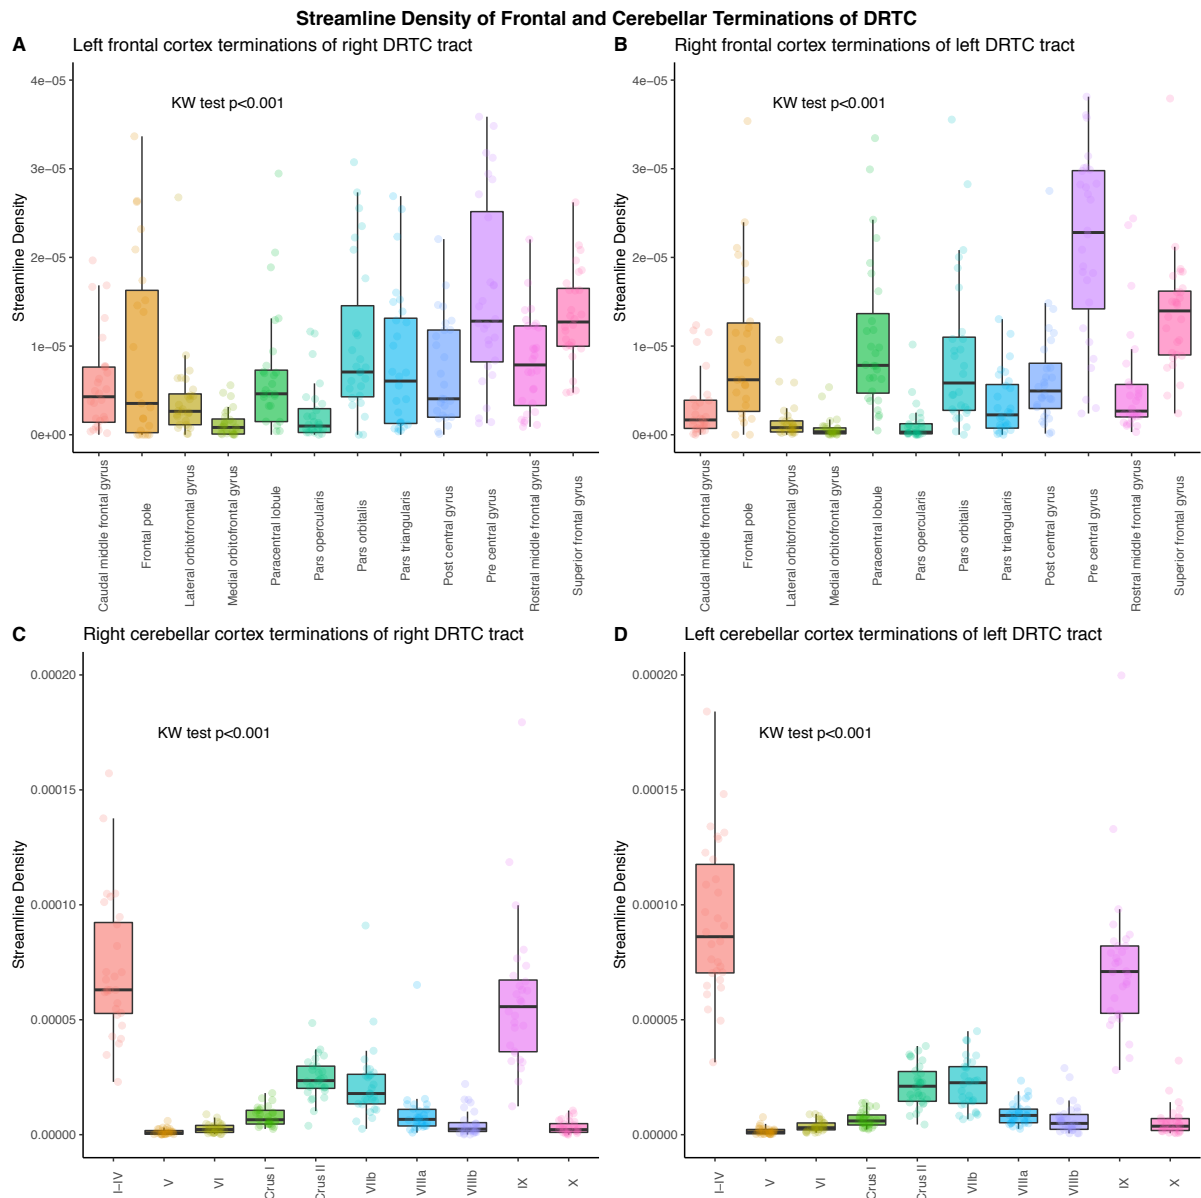 Streamline Density of Frontal and Cerebellar Terminations of DRTC
A
Left frontal cortex terminations of right DRTC tract
4e−05
3e−05
2e−05
1e−05
0e+00
Streamline Density
KW test p<0.001
Caudal middle frontal gyrus
Frontal pole
Lateral orbitofrontal gyrus
Medial orbitofrontal gyrus
Paracentral lobule
Pars opercularis
Pars orbitalis
Pars triangularis
Post central gyrus
Pre central gyrus
Rostral middle frontal gyrus
Superior frontal gyrus
B
Right frontal cortex terminations of left DRTC tract
4e−05
3e−05
2e−05
1e−05
0e+00
Streamline Density
KW test p<0.001
Caudal middle frontal gyrus
Frontal pole
Lateral orbitofrontal gyrus
Medial orbitofrontal gyrus
Paracentral lobule
Pars opercularis
Pars orbitalis
Pars triangularis
Post central gyrus
Pre central gyrus
Rostral middle frontal gyrus
Superior frontal gyrus
C
Right cerebellar cortex terminations of right DRTC tract
0.00020
0.00015
0.00010
0.00005
0.00000
Streamline Density
KW test p<0.001
I−IV
V
VI
Crus I
Crus II
VIIb
VIIIa
VIIIb
IX
X
D
Left cerebellar cortex terminations of left DRTC tract
0.00020
0.00015
0.00010
0.00005
0.00000
Streamline Density
KW test p<0.001
I−IV
V
VI
Crus I
Crus II
VIIb
VIIIa
VIIIb
IX
X